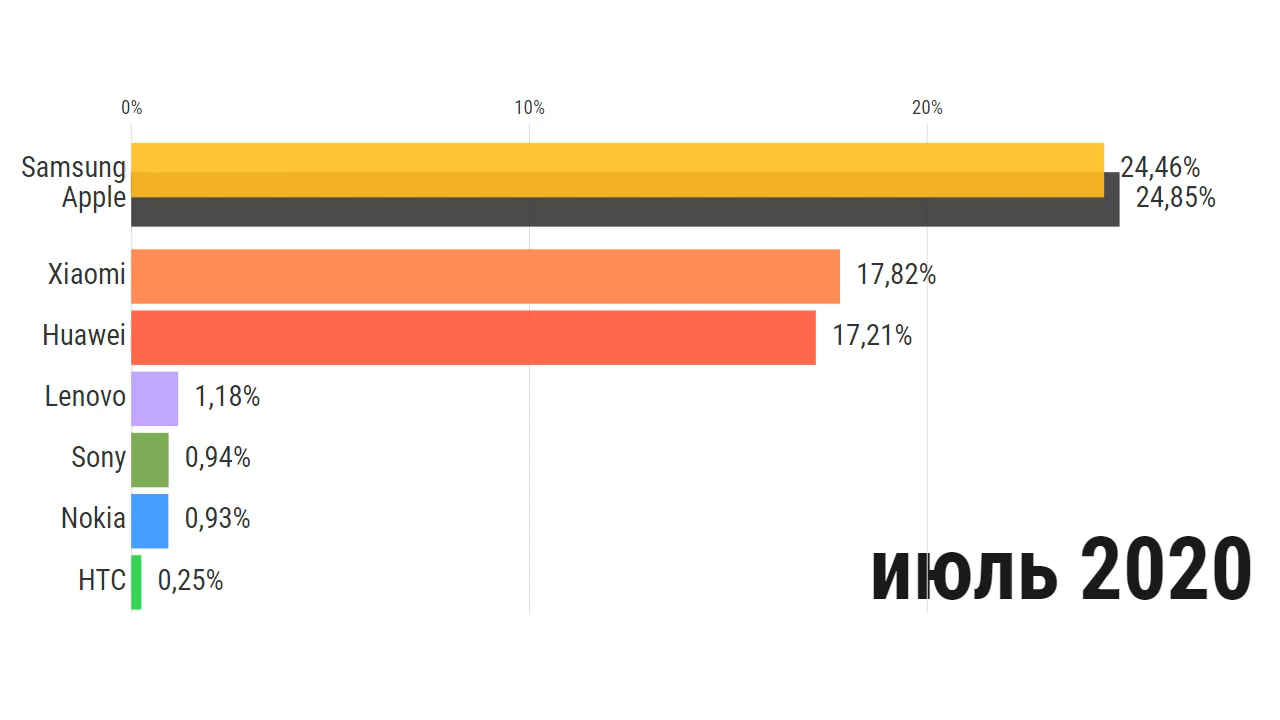 0% 10% 20%
Samsung 24,46%
Apple 24,85%
Xiaomi 17,82%
Huawei 17,21%
Lenovo 1,18%
Sony 0,94%
Nokia 0,93%
HTC 0,25%
июль 2020